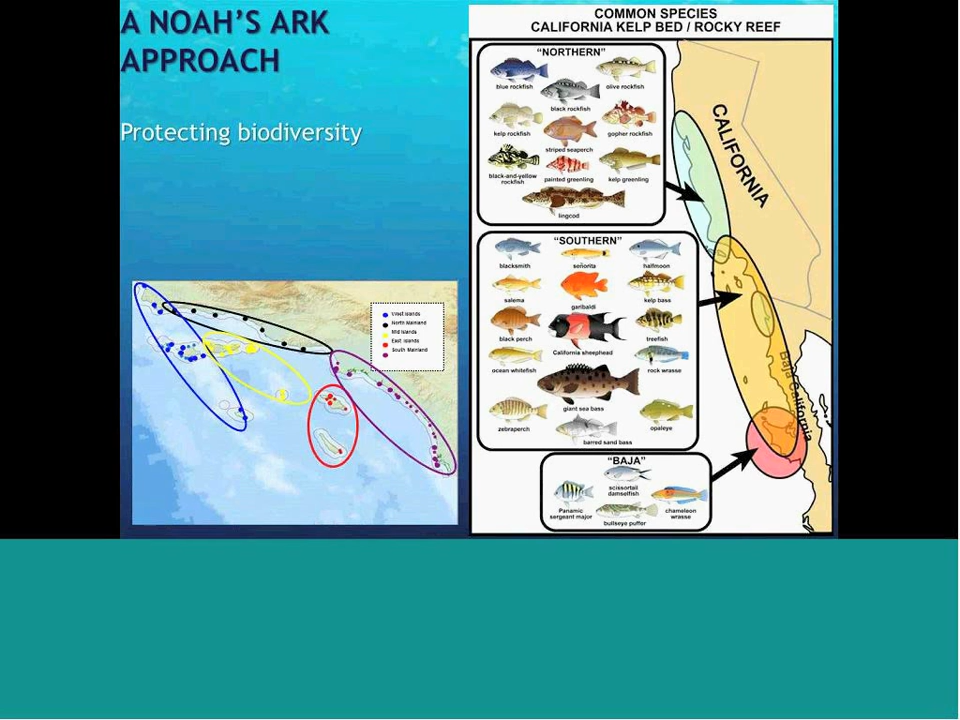 A NOAH'S ARK
APPROACH
Protecting biodiversity
West Islands
North Mainland
Mid Islands
East Islands
South Mainland
COMMON SPECIES
CALIFORNIA KELP BED / ROCKY REEF
"NORTHERN"
blue rockfish
olive rockfish
black rockfish
kelp rockfish
gopher rockfish
striped seaperch
black-and-yellow
rockfish
painted greenling
kelp greenling
lingcod
"SOUTHERN"
blacksmith
señorita
halfmoon
salema
garibaldi
kelp bass
black perch
California sheephead
treefish
ocean whitefish
rock wrasse
giant sea bass
zebraperch
opaleye
barred sand bass
"BAJA"
scissortail
damselfish
Panamic
sergeant major
chameleon
wrasse
bullseye puffer
CALIFORNIA
Baja California